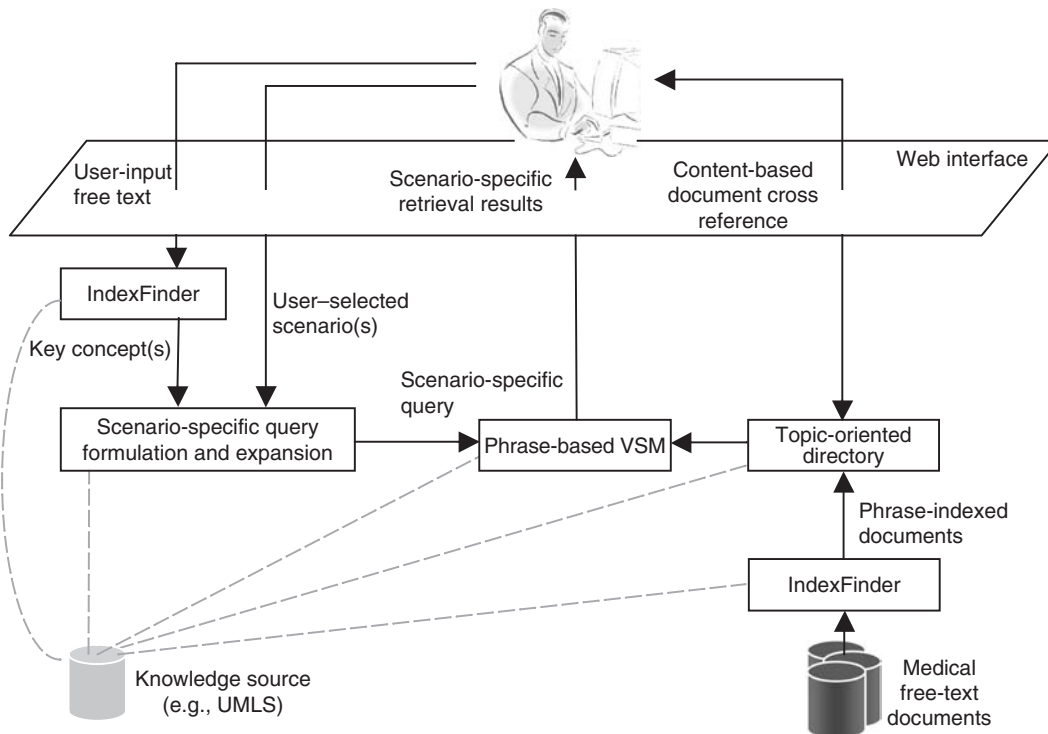 User-input
free text
Scenario-specific
retrieval results
Content-based
document cross
reference
Web interface
IndexFinder
User–selected
scenario(s)
Key concept(s)
Scenario-specific
query
Scenario-specific query
formulation and expansion
Phrase-based VSM
Topic-oriented
directory
Phrase-indexed
documents
IndexFinder
Knowledge source
(e.g., UMLS)
Medical
free-text
documents